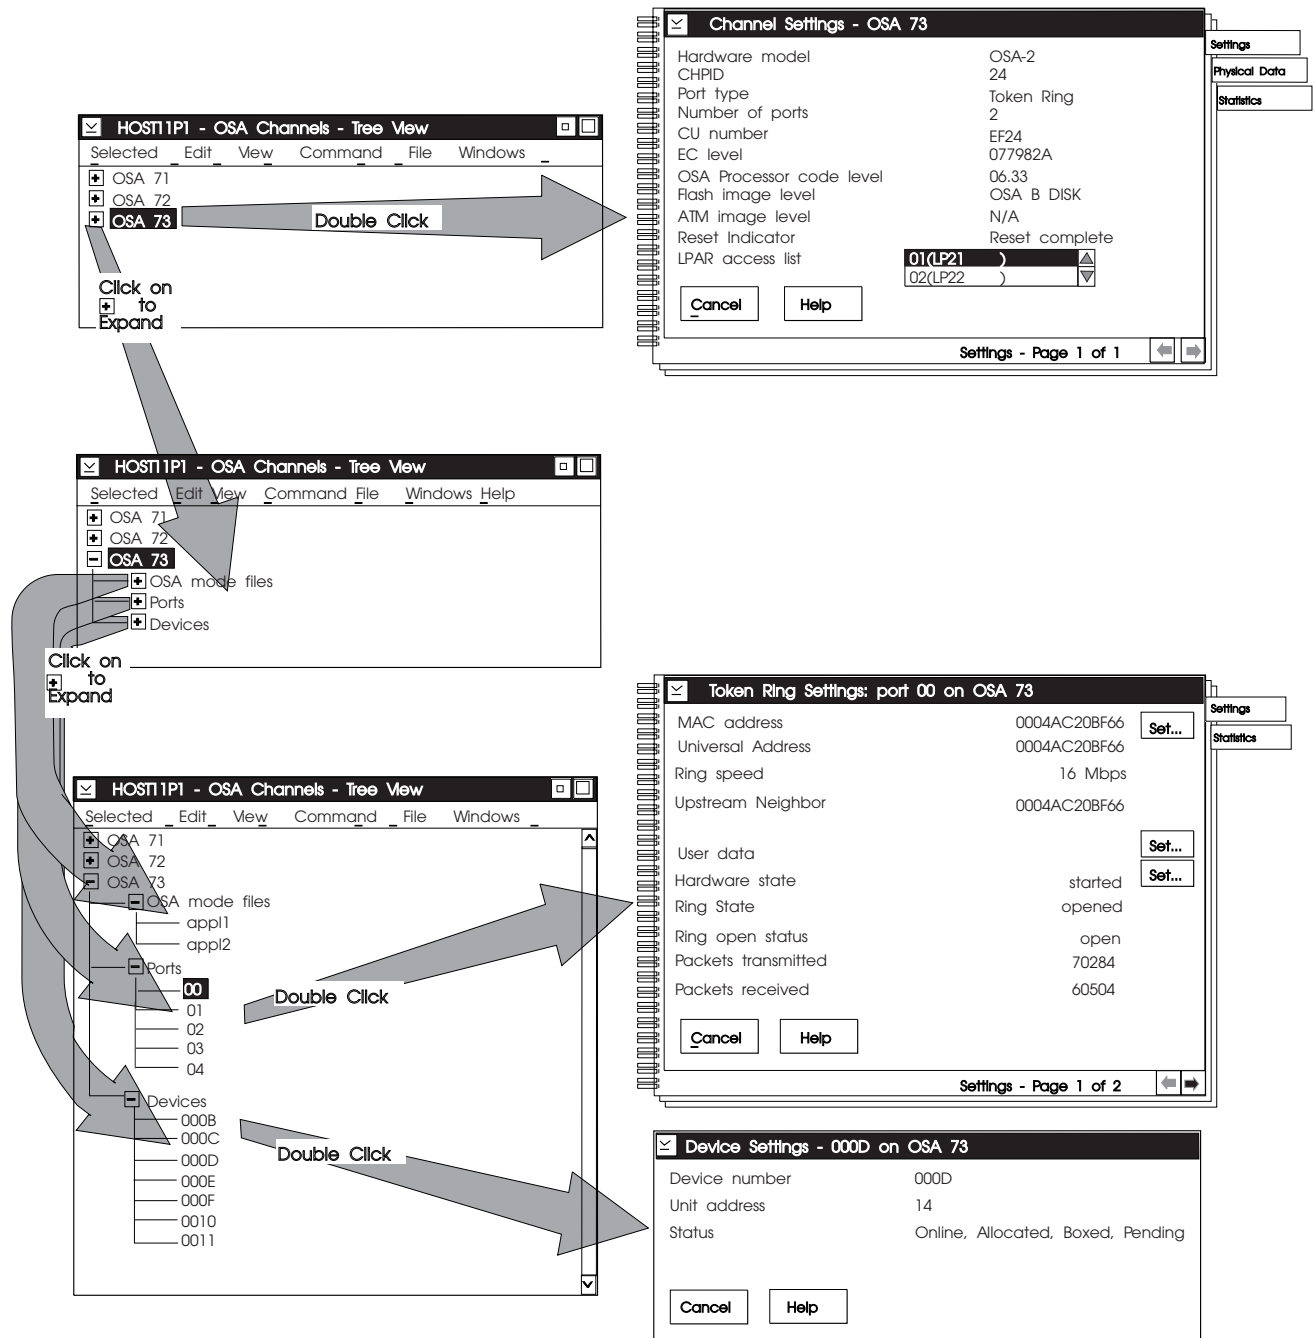 Channel Settings - OSA 73
Hardware model OSA-2
CHPID 24
Port type Token Ring
Number of ports 2
CU number EF24
EC level 077982A
OSA Processor code level 06.33
Flash image level OSA B DISK
ATM image level N/A
Reset Indicator Reset complete
LPAR access list 01(LP21 )
02(LP22 )
Cancel Help
Settings - Page 1 of 1
Settings
Physical Data
Statistics
HOST11P1 - OSA Channels - Tree View
Selected Edit View Command File Windows
OSA 71
OSA 72
OSA 73
Double Click
Click on
to
Expand
HOST11P1 - OSA Channels - Tree View
Selected Edit View Command File Windows Help
OSA 71
OSA 72
OSA 73
OSA mode files
Ports
Devices
Click on
to
Expand
HOST11P1 - OSA Channels - Tree View
Selected Edit View Command File Windows
OSA 71
OSA 72
OSA 73
OSA mode files
appl1
appl2
Ports
00
01
02
03
04
Devices
000B
000C
000D
000E
000F
0010
0011
Double Click
Double Click
Token Ring Settings: port 00 on OSA 73
MAC address 0004AC20BF66 Set...
Universal Address 0004AC20BF66
Ring speed 16 Mbps
Upstream Neighbor 0004AC20BF66
User data Set...
Hardware state started Set...
Ring State opened
Ring open status open
Packets transmitted 70284
Packets received 60504
Cancel Help
Settings - Page 1 of 2
Settings
Statistics
Device Settings - 000D on OSA 73
Device number 000D
Unit address 14
Status Online, Allocated, Boxed, Pending
Cancel Help